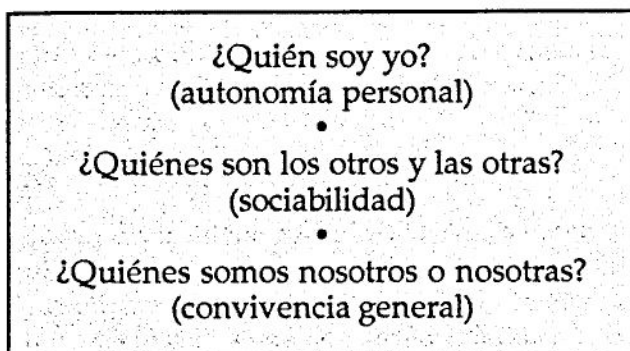 ¿Quién soy yo?
(autonomía personal)
•
¿Quiénes son los otros y las otras?
(sociabilidad)
•
¿Quiénes somos nosotros o nosotras?
(convivencia general)